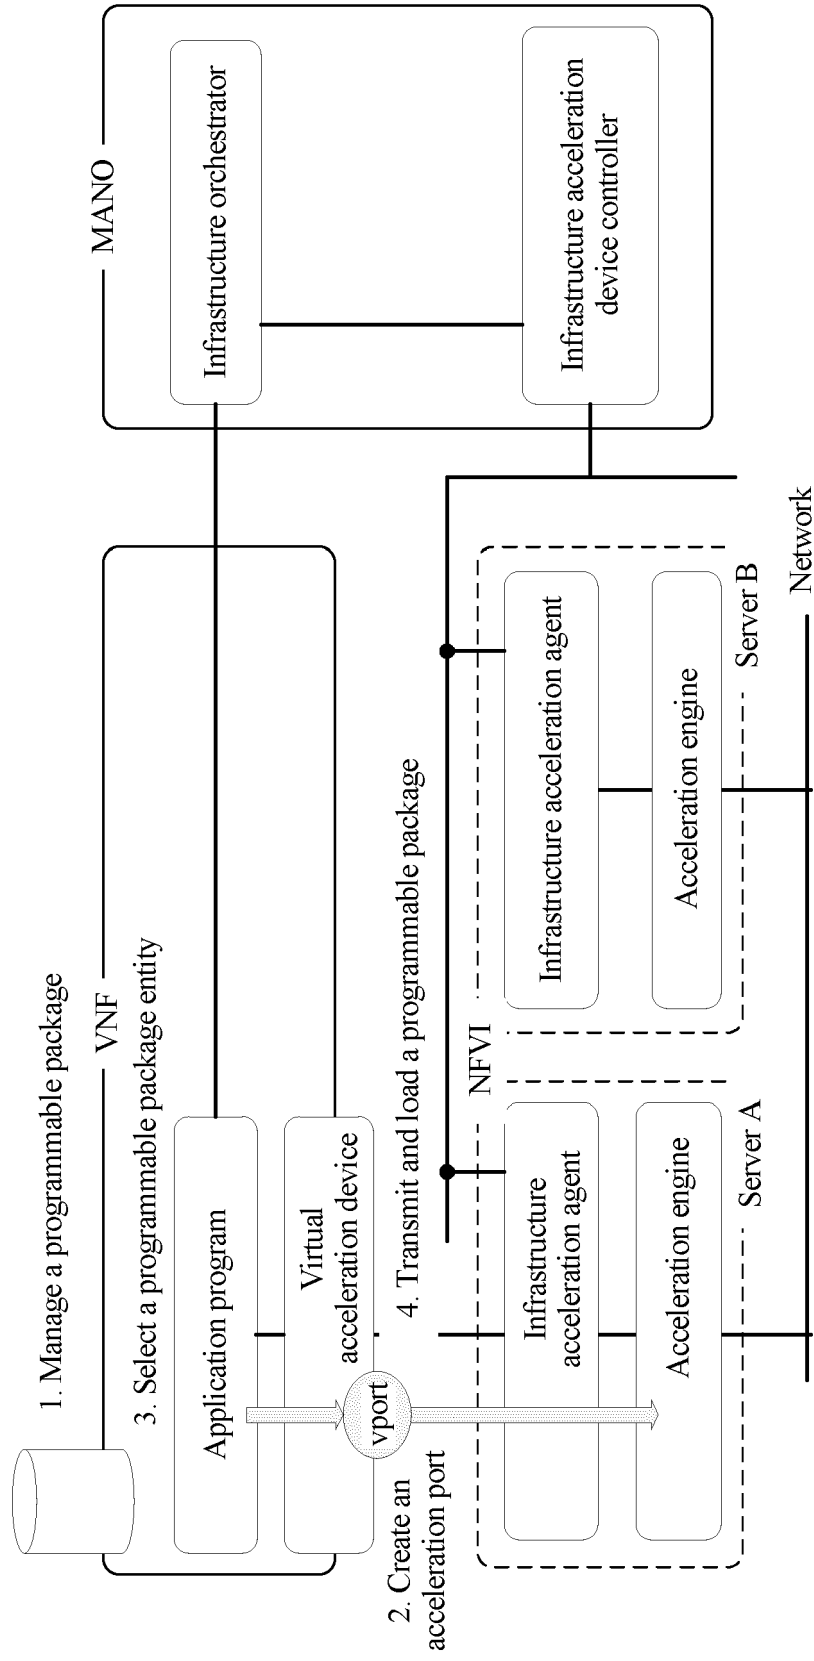 1. Manage a programmable package
VNF
MANO
3. Select a programmable package entity
Application program
Infrastructure orchestrator
Virtual
acceleration device
vport
2. Create an
acceleration port
4. Transmit and load a programmable package
NFVI
Infrastructure
acceleration agent
Infrastructure acceleration agent
Infrastructure acceleration
device controller
Acceleration engine
Acceleration engine
Server A
Server B
Network